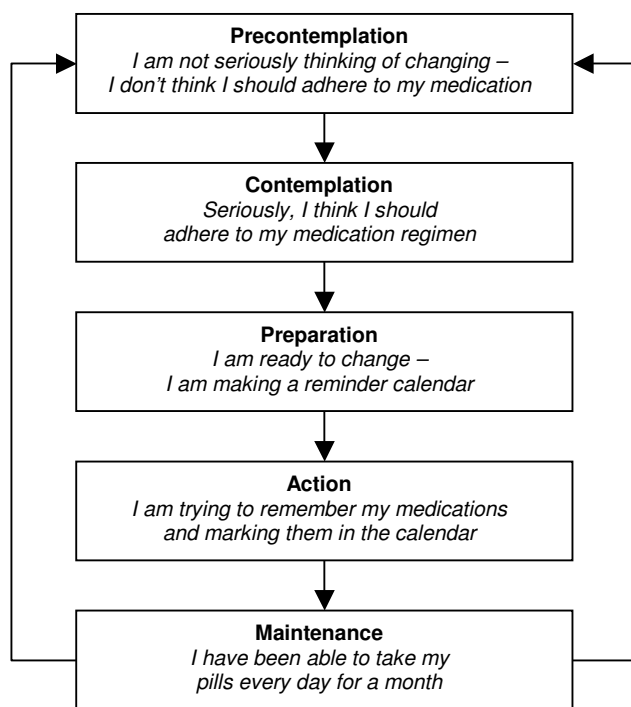 Precontemplation
I am not seriously thinking of changing –
I don't think I should adhere to my medication
Contemplation
Seriously, I think I should
adhere to my medication regimen
Preparation
I am ready to change –
I am making a reminder calendar
Action
I am trying to remember my medications
and marking them in the calendar
Maintenance
I have been able to take my
pills every day for a month